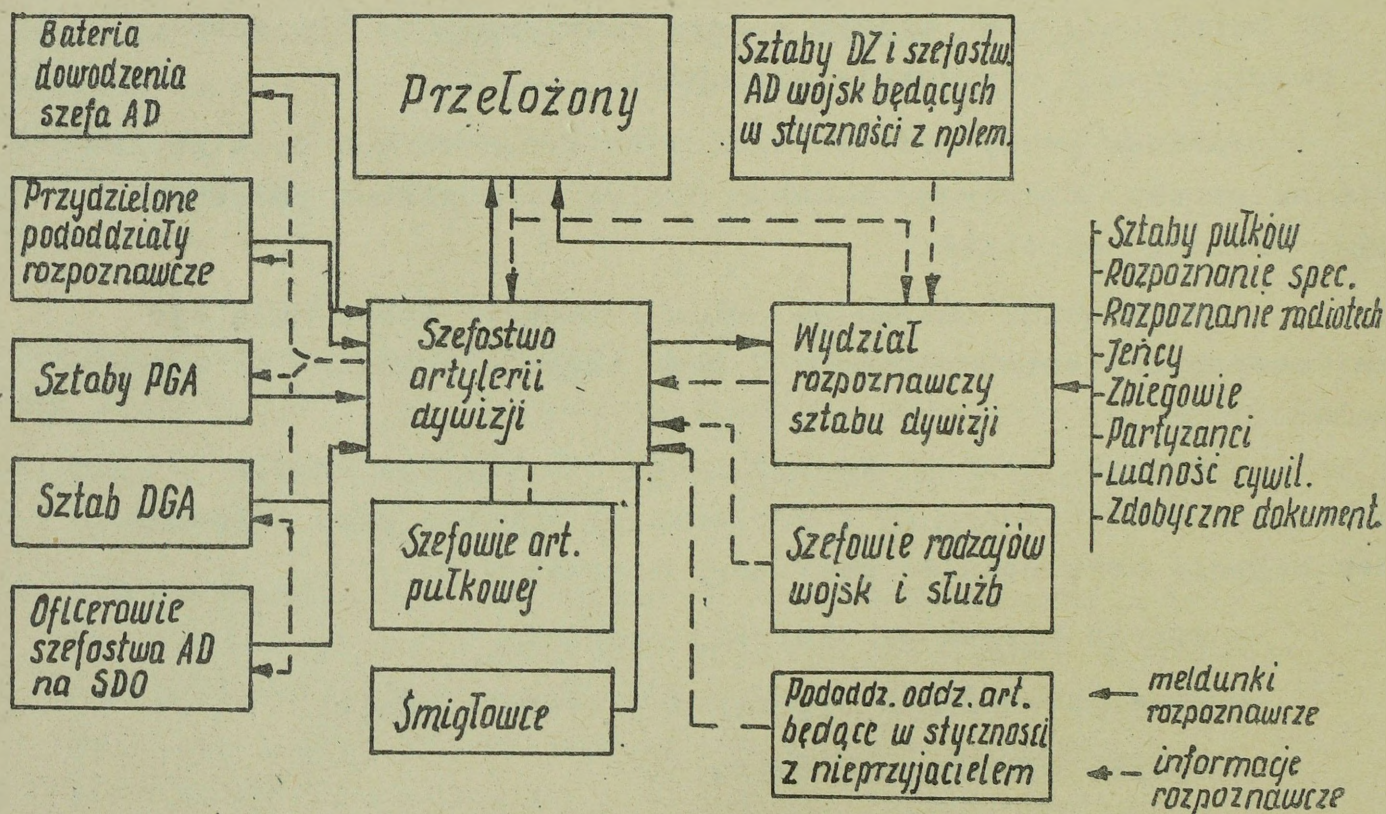 Bateria
dowodzenia
szefa AD
Przełożony
Sztaby DZ i szefostw.
AD wojsk będących
w styczności z nplem.
Przydzielone
pododdziały
rozpoznawcze
Sztaby pułków
Rozpoznanie spec.
Rozpoznanie radiotech
Jeńcy
Zbiegowie
Partyzanci
Ludność cywil.
Zdobyczne dokument.
Sztaby PGA
Szefostwo
artylerii
dywizji
Wydział
rozpoznawczy
sztabu dywizji
Sztab DGA
Szefowie art.
pułkowej
Szefowie rodzajów
wojsk i służb
Oficerowie
szefostwa AD
na SDO
Śmigłowce
Pododdz. oddz. art.
będące w styczności
z nieprzyjacielem
meldunki
rozpoznawcze
informacje
rozpoznawcze